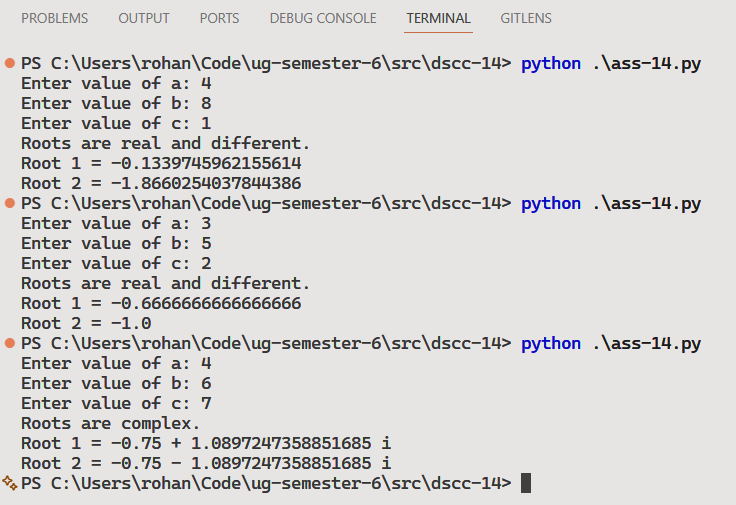 PROBLEMS OUTPUT PORTS DEBUG CONSOLE TERMINAL GITLENS
PS C:\Users\rohan\Code\ug-semester-6\src\dscc-14> python .\ass-14.py
Enter value of a: 4
Enter value of b: 8
Enter value of c: 1
Roots are real and different.
Root 1 = -0.1339745962155614
Root 2 = -1.8660254037844386
PS C:\Users\rohan\Code\ug-semester-6\src\dscc-14> python .\ass-14.py
Enter value of a: 3
Enter value of b: 5
Enter value of c: 2
Roots are real and different.
Root 1 = -0.6666666666666666
Root 2 = -1.0
PS C:\Users\rohan\Code\ug-semester-6\src\dscc-14> python .\ass-14.py
Enter value of a: 4
Enter value of b: 6
Enter value of c: 7
Roots are complex.
Root 1 = -0.75 + 1.0897247358851685 i
Root 2 = -0.75 - 1.0897247358851685 i
PS C:\Users\rohan\Code\ug-semester-6\src\dscc-14>